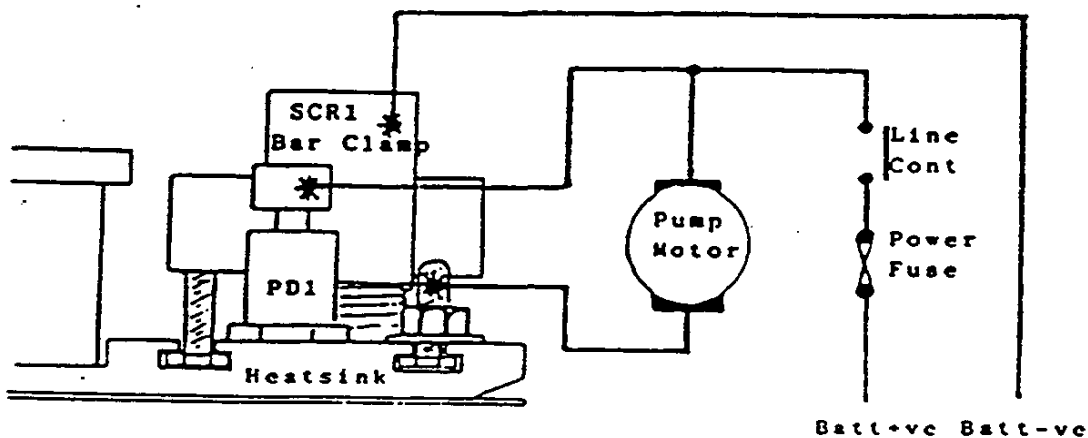 SCR1
Bar Clamp
PD1
Heatsink
Pump
Motor
Line
Cont
Power
Fuse
Batt+ve Batt-ve